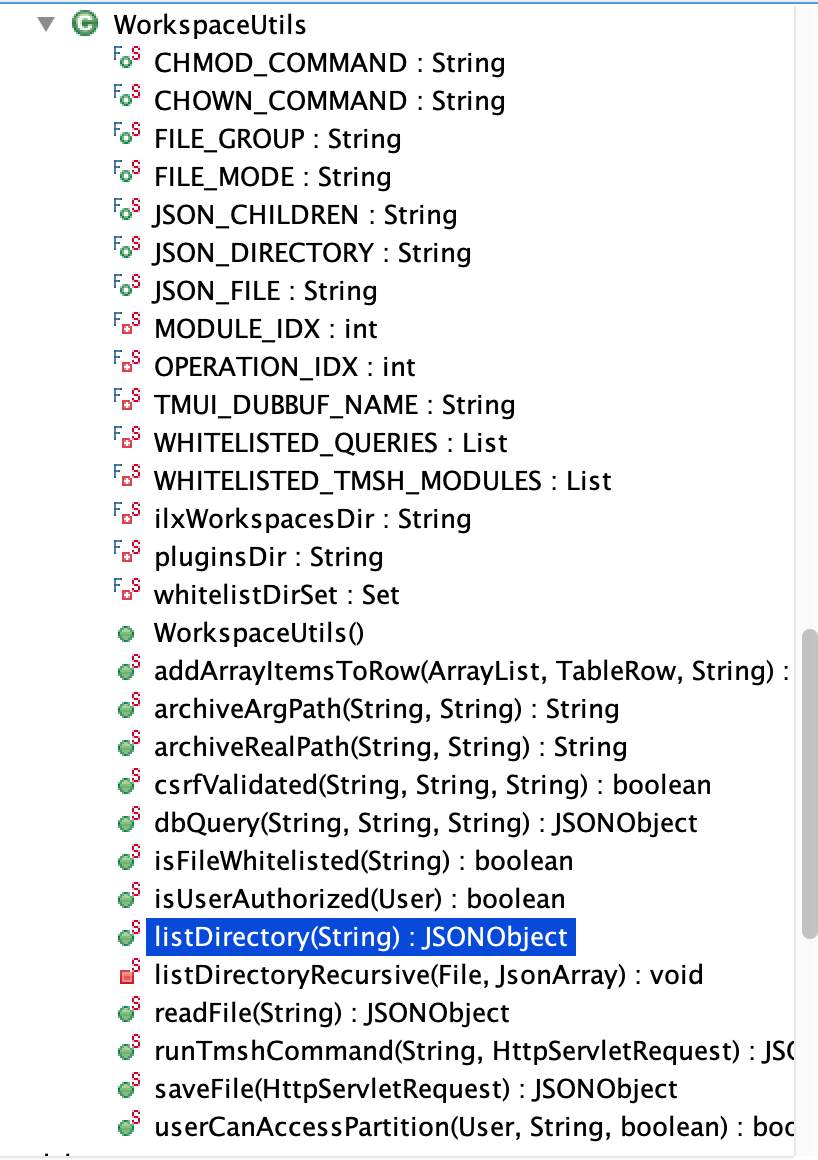 WorkspaceUtils
CHMOD_COMMAND : String
CHOWN_COMMAND : String
FILE_GROUP : String
FILE_MODE : String
JSON_CHILDREN : String
JSON_DIRECTORY : String
JSON_FILE : String
MODULE_IDX : int
OPERATION_IDX : int
TMUI_DUBBUF_NAME : String
WHITELISTED_QUERIES : List
WHITELISTED_TMSH_MODULES : List
ilxWorkspacesDir : String
pluginsDir : String
whitelistDirSet : Set
WorkspaceUtils()
addArrayItemsToRow(ArrayList, TableRow, String) :
archiveArgPath(String, String) : String
archiveRealPath(String, String) : String
csrfValidated(String, String, String) : boolean
dbQuery(String, String, String) : JSONObject
isFileWhitelisted(String) : boolean
isUserAuthorized(User) : boolean
listDirectory(String) : JSONObject
listDirectoryRecursive(File, JsonArray) : void
readFile(String) : JSONObject
runTmshCommand(String, HttpServletRequest) : JSO
saveFile(HttpServletRequest) : JSONObject
userCanAccessPartition(User, String, boolean) : boo